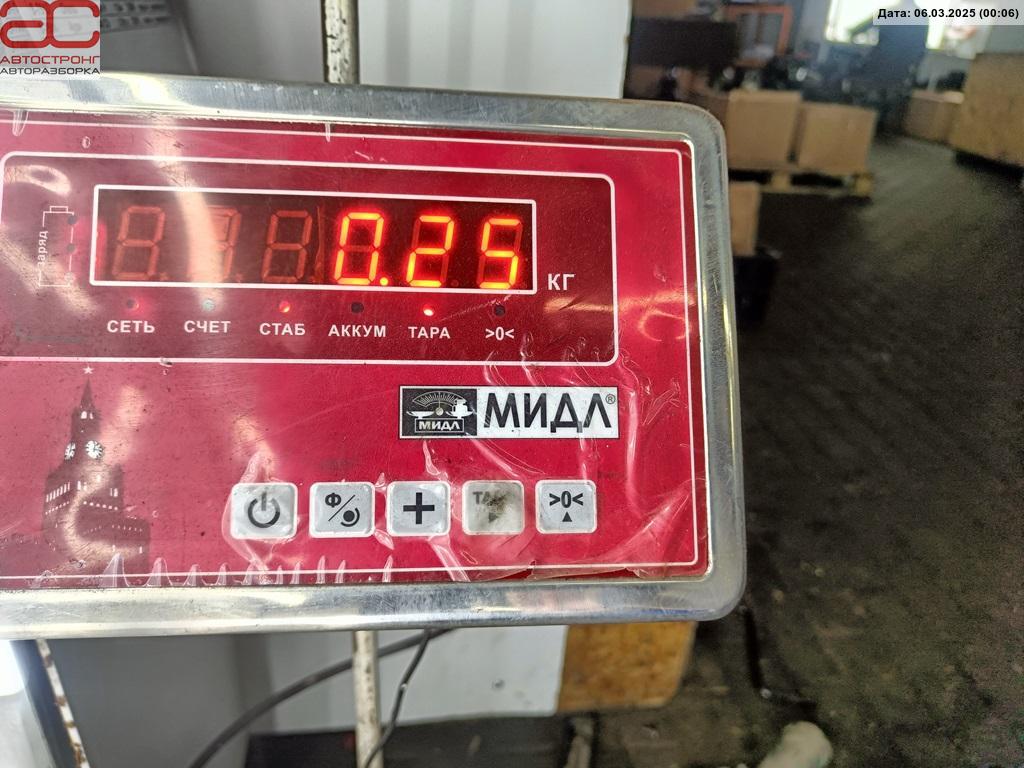 Дата: 06.03.2025 (00:06)
ас
АВТОСТРОНГ
АВТОРАЗБОРКА
заряд
0.25 КГ
СЕТЬ СЧЕТ СТАБ АККУМ ТАРА >0<
МИДЛ МИДЛ®
Ф + >0<